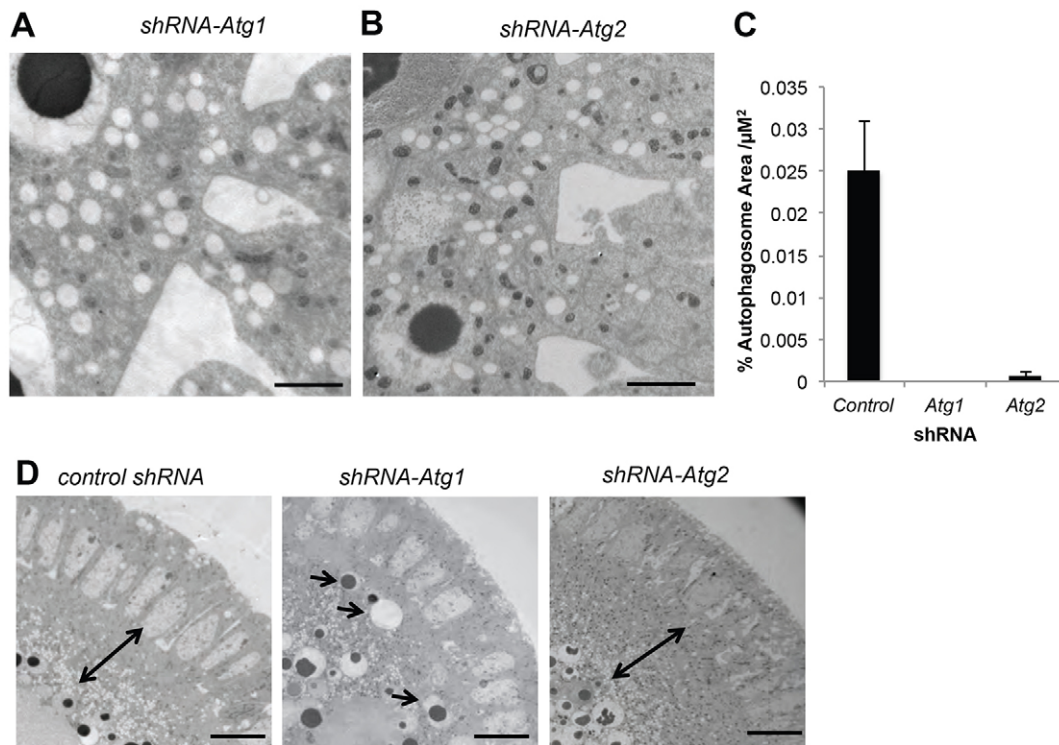 A
shRNA-Atg1
B
shRNA-Atg2
C
% Autophagosome Area /µM²
0.035
0.03
0.025
0.02
0.015
0.01
0.005
0
Control
Atg1
Atg2
shRNA
D
control shRNA
shRNA-Atg1
shRNA-Atg2